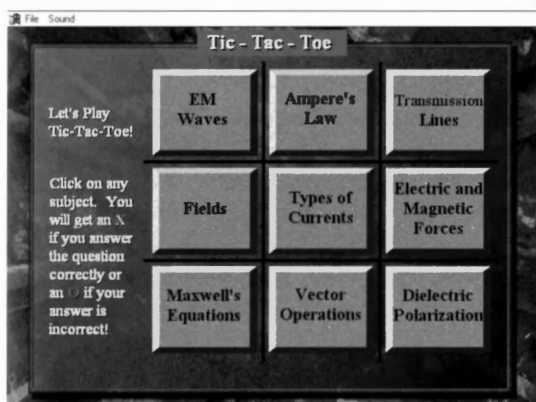 File Sound
Tic - Tac - Toe
Let's Play
Tic-Tac-Toe!
Click on any
subject. You
will get an X
if you answer
the question
correctly or
an O if your
answer is
incorrect!
EM
Waves
Ampere's
Law
Transmission
Lines
Fields
Types of
Currents
Electric and
Magnetic
Forces
Maxwell's
Equations
Vector
Operations
Dielectric
Polarization